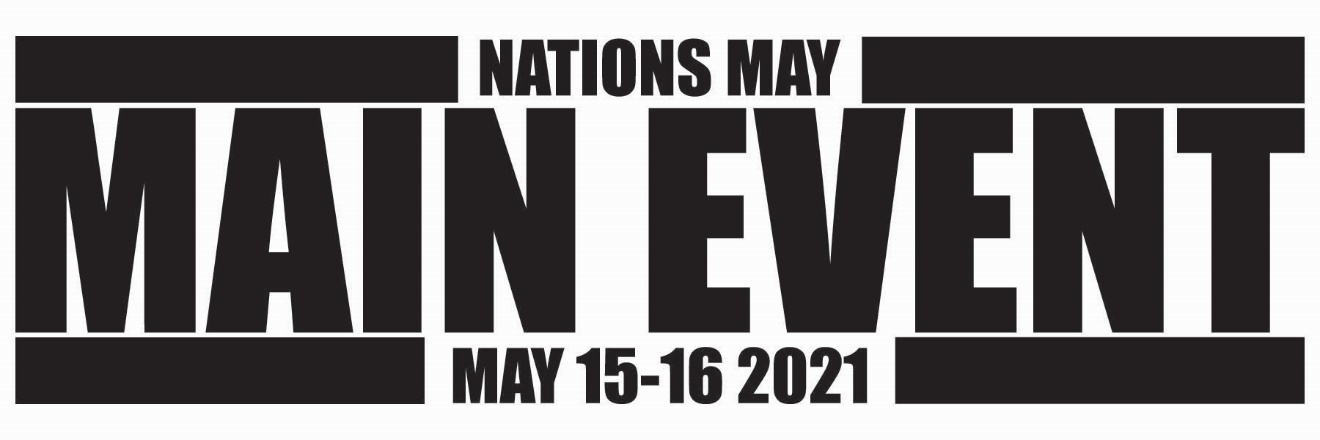 NATIONS MAY
MAIN EVENT
MAY 15-16 2021